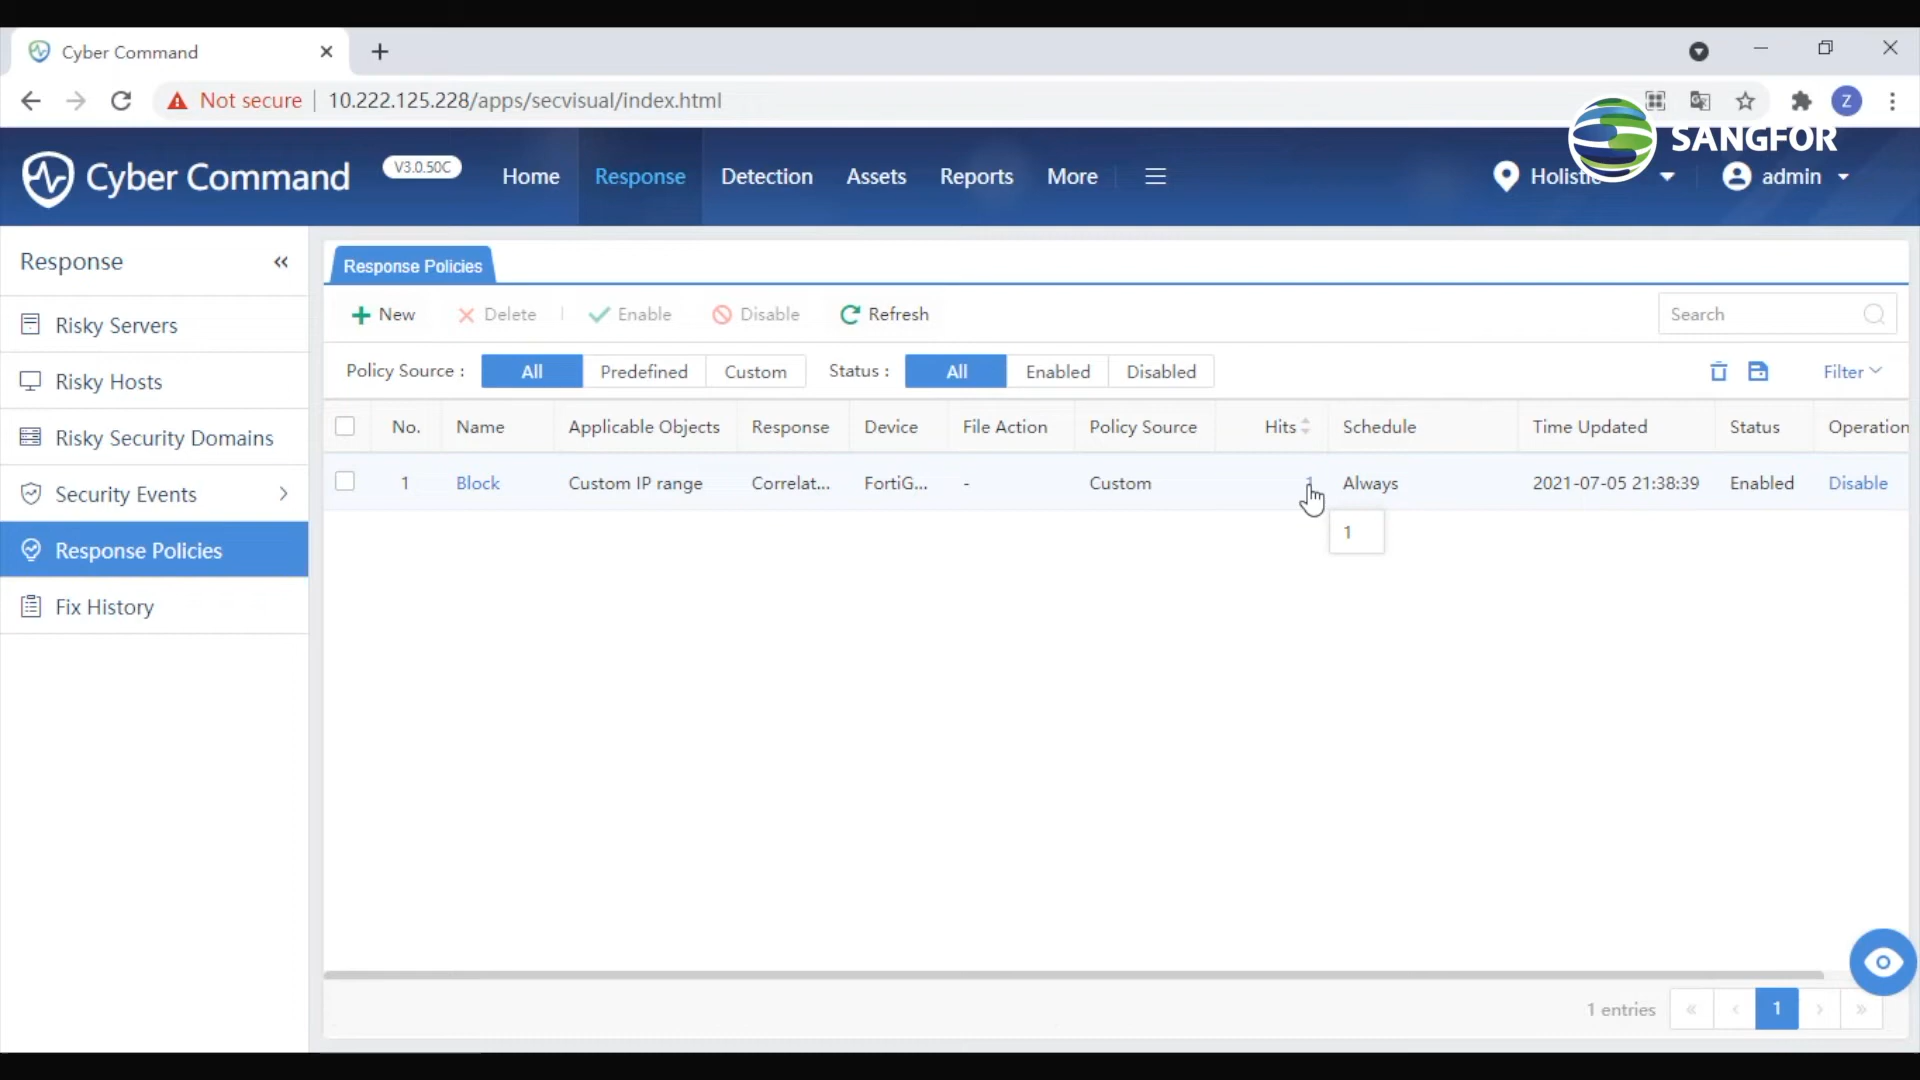 Cyber Command
Not secure
10.222.125.228/apps/secvisual/index.html
Z
SANGFOR
Cyber Command
V3.0.50C
Home
Response
Detection
Assets
Reports
More
admin
Response
Risky Servers
Risky Hosts
Risky Security Domains
Security Events
Response Policies
Fix History
Response Policies
New
Delete
Enable
Disable
Refresh
Search
Policy Source :
All
Predefined
Custom
Status :
All
Enabled
Disabled
Filter
No.
Name
Applicable Objects
Response
Device
File Action
Policy Source
Hits
Schedule
Time Updated
Status
Operation
1
Block
Custom IP range
Correlat...
FortiG...
-
Custom
1
Always
2021-07-05 21:38:39
Enabled
Disable
1
1 entries
«
‹
1
›
»